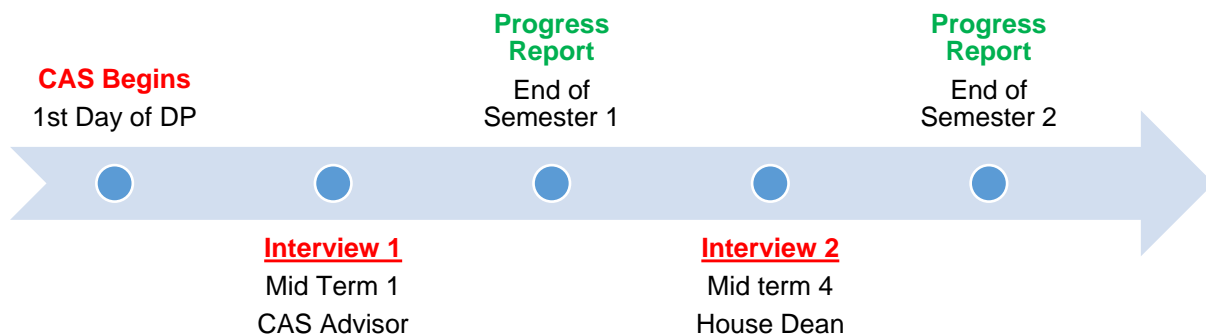 CAS Begins
1st Day of DP
Interview 1
Mid Term 1
CAS Advisor
Progress
Report
End of
Semester 1
Interview 2
Mid term 4
House Dean
Progress
Report
End of
Semester 2